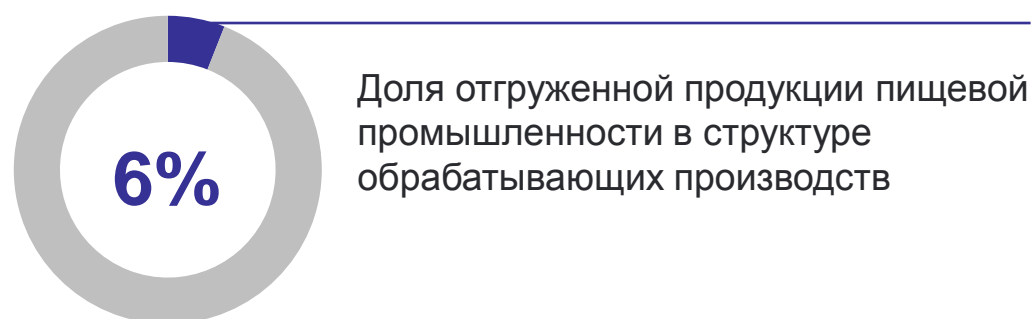 6%
Доля отгруженной продукции пищевой
промышленности в структуре
обрабатывающих производств